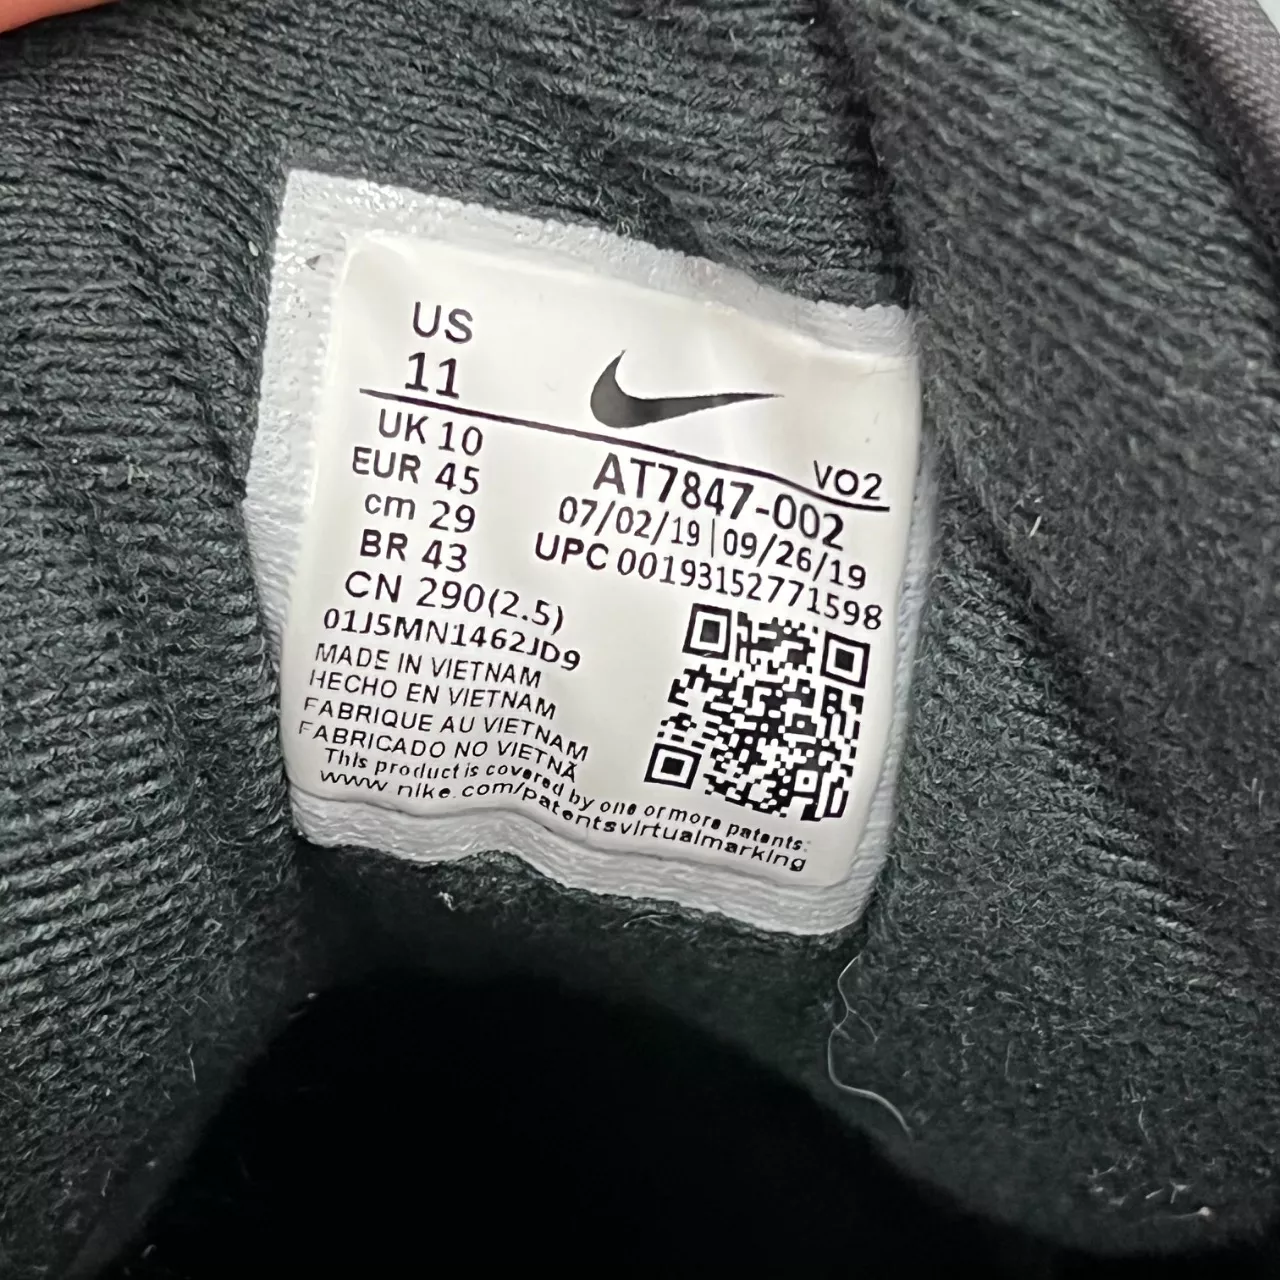 US
11
UK 10
EUR 45
cm 29
BR 43
CN 290(2.5)
01J5MN1462JD9
VO2
AT7847-002
07/02/19|09/26/19
UPC 00193152771598
MADE IN VIETNAM
HECHO EN VIETNAM
FABRIQUE AU VIETNAM
FABRICADO NO VIETNÃ
This product is covered by one or more patents:
www.nike.com/patentsvirtualmarking